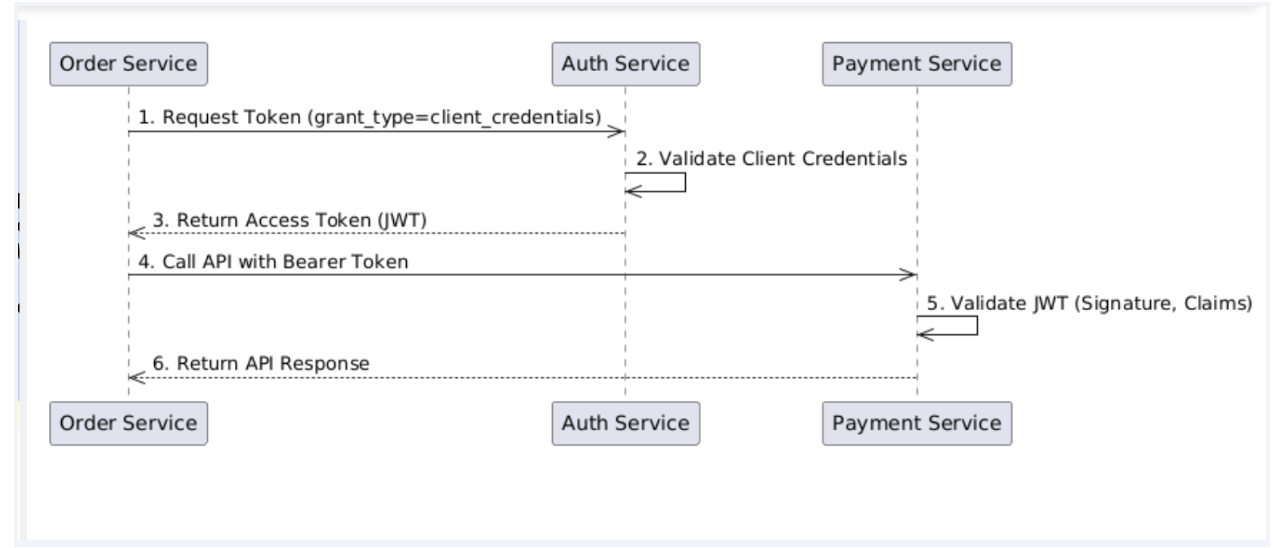 Order Service Auth Service Payment Service
1. Request Token (grant_type=client_credentials)
2. Validate Client Credentials
3. Return Access Token (JWT)
4. Call API with Bearer Token
5. Validate JWT (Signature, Claims)
6. Return API Response
Order Service Auth Service Payment Service